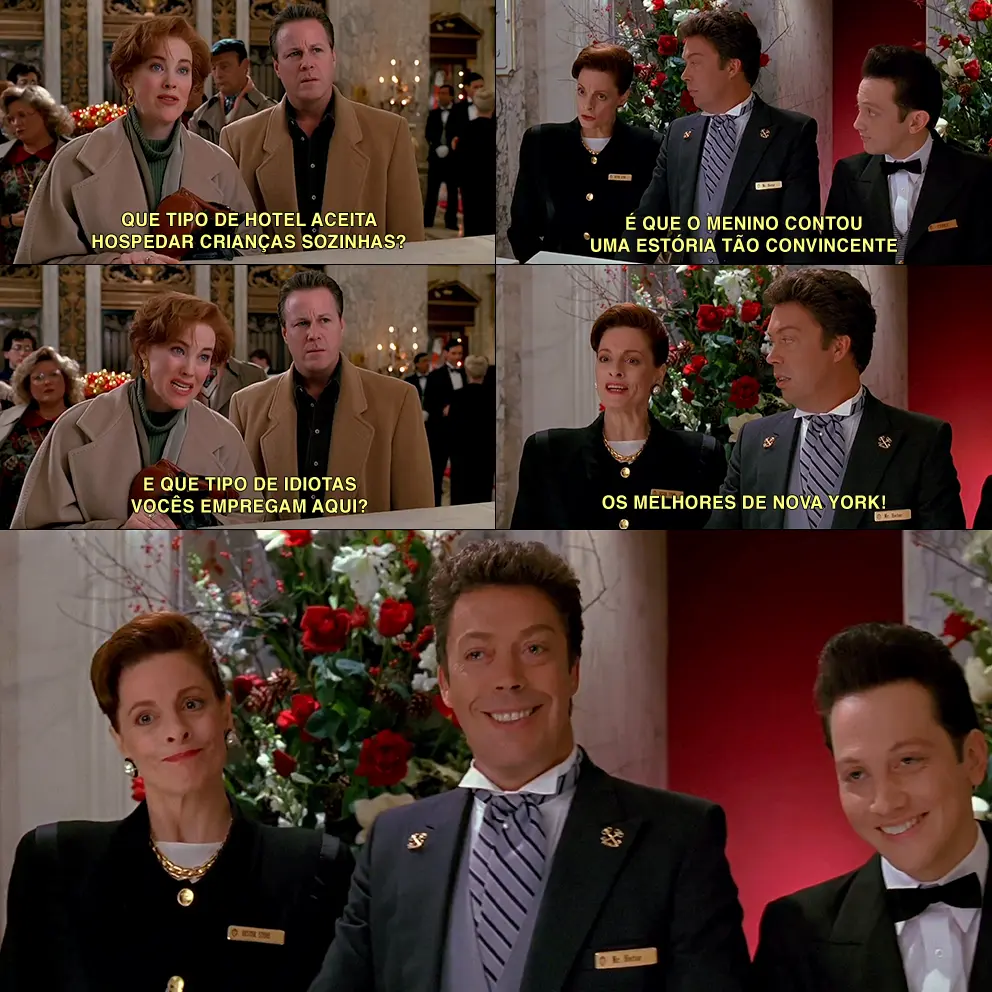 QUE TIPO DE HOTEL ACEITA
HOSPEDAR CRIANÇAS SOZINHAS?
É QUE O MENINO CONTOU
UMA ESTÓRIA TÃO CONVINCENTE
E QUE TIPO DE IDIOTAS
VOCÊS EMPREGAM AQUI?
OS MELHORES DE NOVA YORK!